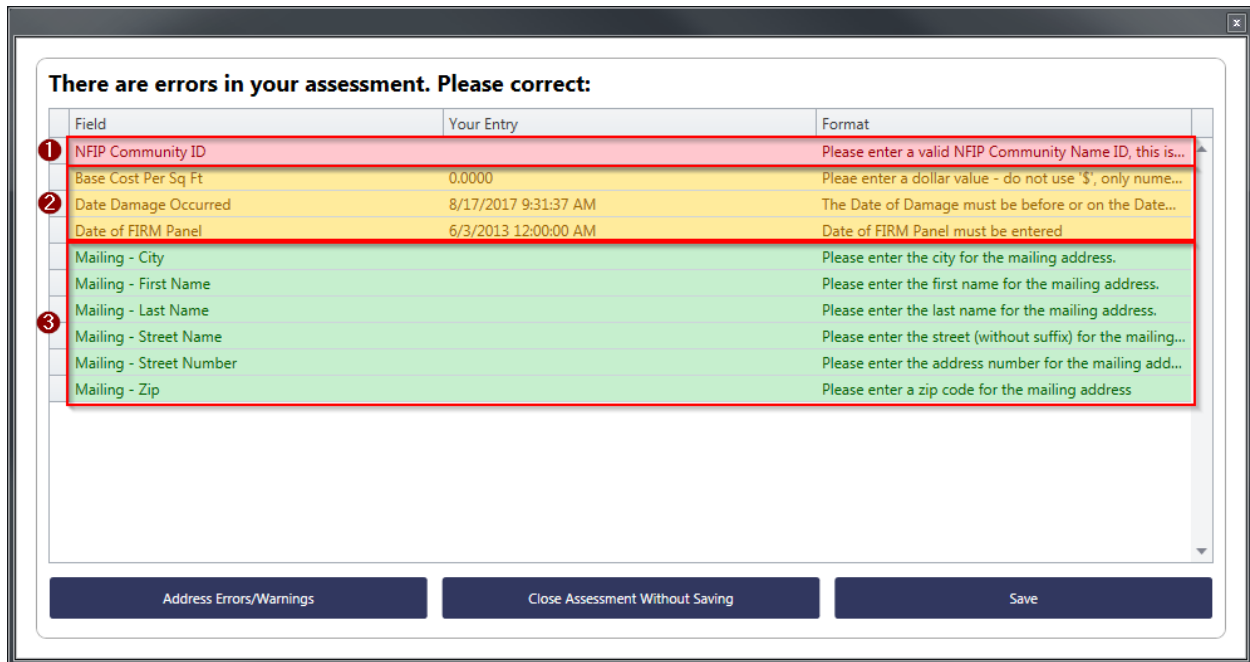 x
There are errors in your assessment. Please correct:
Field Your Entry Format
1 NFIP Community ID Please enter a valid NFIP Community Name ID, this is...
Base Cost Per Sq Ft 0.0000 Pleae enter a dollar value - do not use '$', only nume...
2 Date Damage Occurred 8/17/2017 9:31:37 AM The Date of Damage must be before or on the Date...
Date of FIRM Panel 6/3/2013 12:00:00 AM Date of FIRM Panel must be entered
Mailing - City Please enter the city for the mailing address.
Mailing - First Name Please enter the first name for the mailing address.
Mailing - Last Name Please enter the last name for the mailing address.
3
Mailing - Street Name Please enter the street (without suffix) for the mailing...
Mailing - Street Number Please enter the address number for the mailing add...
Mailing - Zip Please enter a zip code for the mailing address
Address Errors/Warnings Close Assessment Without Saving Save